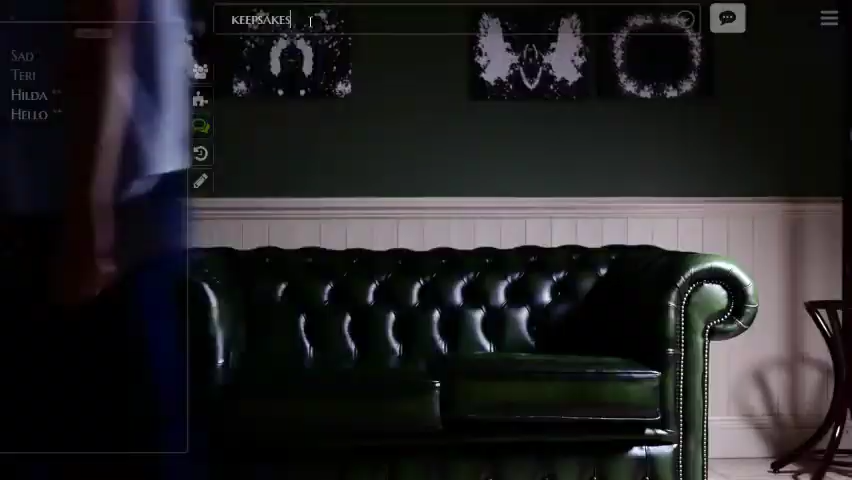 KEEPSAKES
SAD
TERI
HILDA **
HELLO **